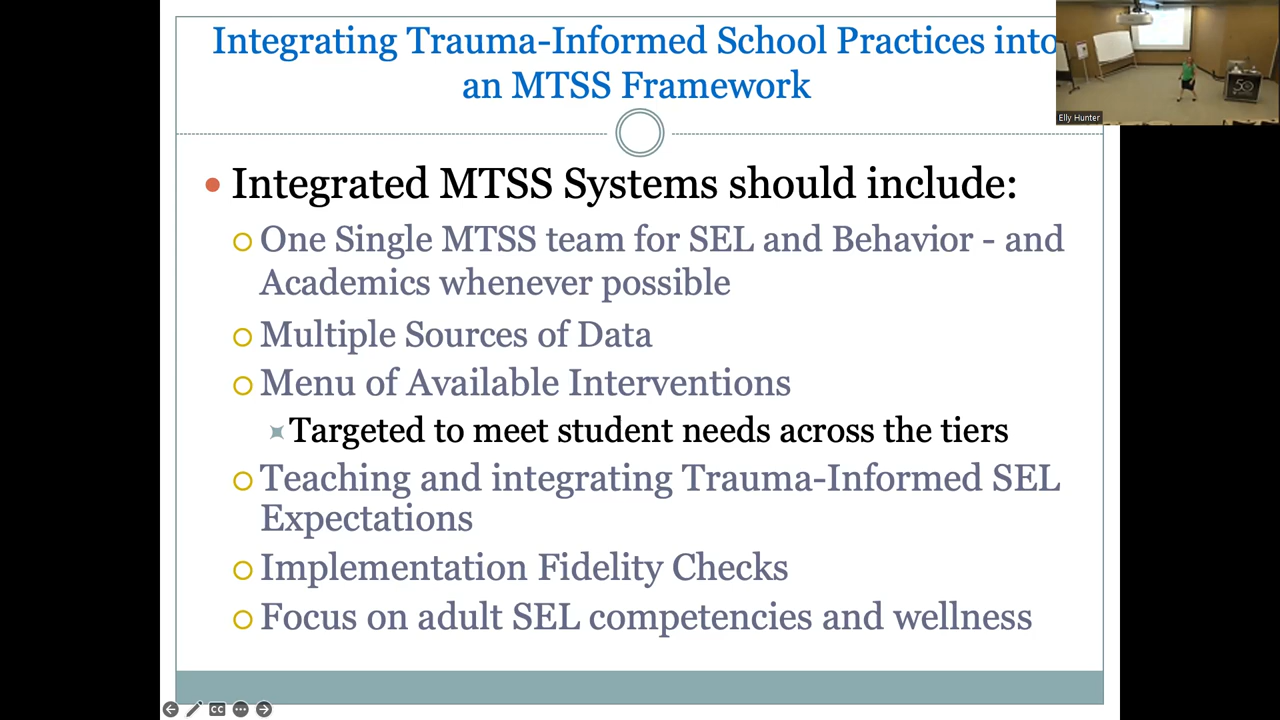 Integrating Trauma-Informed School Practices into
an MTSS Framework
Elly Hunter
50
• Integrated MTSS Systems should include:
One Single MTSS team for SEL and Behavior - and
Academics whenever possible
Multiple Sources of Data
Menu of Available Interventions
Targeted to meet student needs across the tiers
Teaching and integrating Trauma-Informed SEL
Expectations
Implementation Fidelity Checks
Focus on adult SEL competencies and wellness
CC